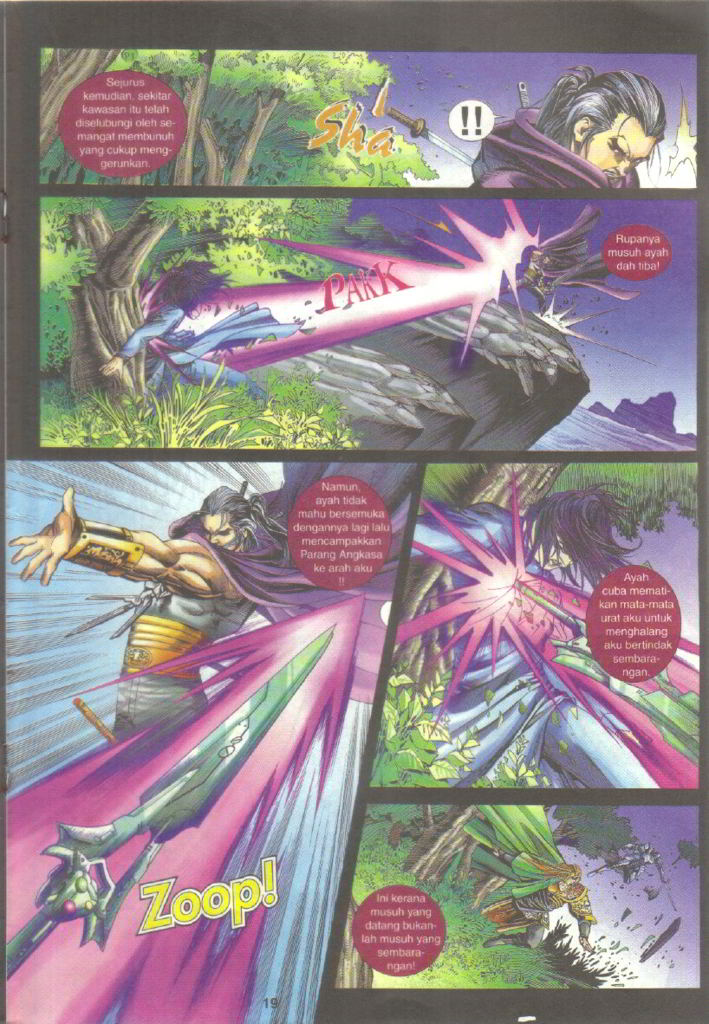 Sejurus
kemudian, sekitar
kawasan itu telah
diselubungi oleh se-
mangat membunuh
yang cukup meng-
gerunkan.
Sha
!!
PAKK
Rupanya
musuh ayah
dah tiba!
Namun,
ayah tidak
mahu bersemuka
dengannya lagi lalu
mencampakkan
Parang Angkasa
ke arah aku
!!
Ayah
cuba memati-
kan mata-mata
urat aku untuk
menghalang
aku bertindak
sembara-
ngan.
Zoop!
Ini kerana
musuh yang
datang bukan-
lah musuh yang
sembara-
ngan!
19